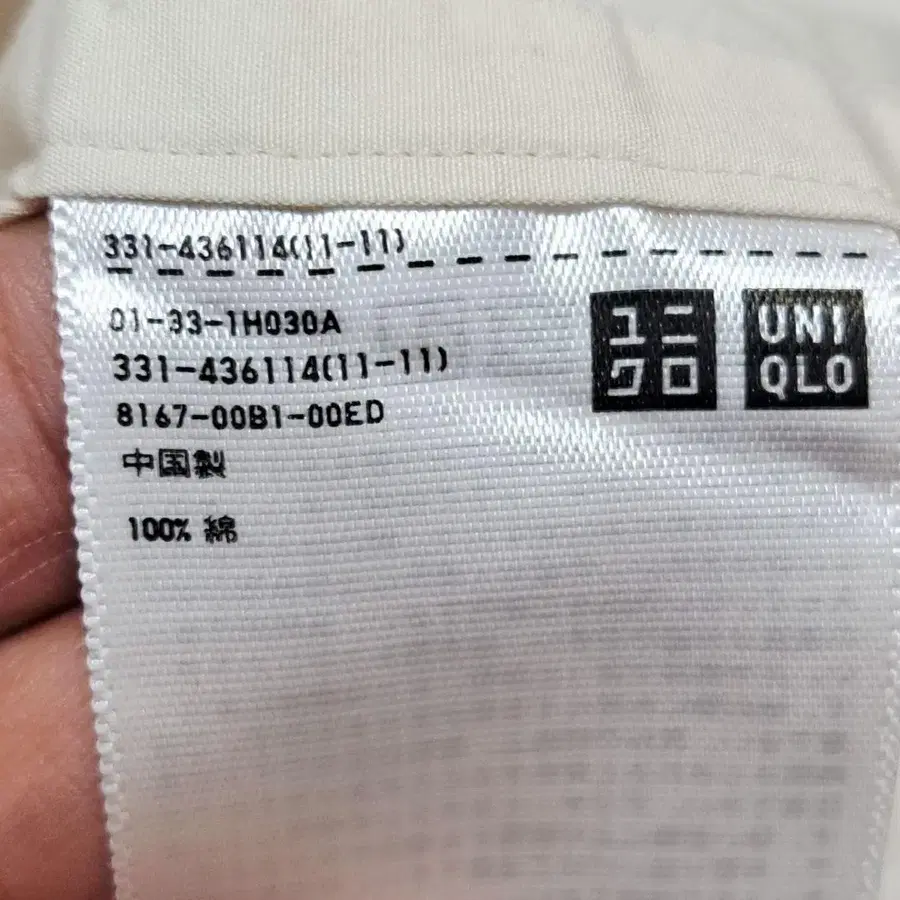 331-436114(11-11)
01-33-1H030A
331-436114(11-11)
8167-00B1-00ED
中国製
100% 綿
ユニ
クロ
UNI
QLO